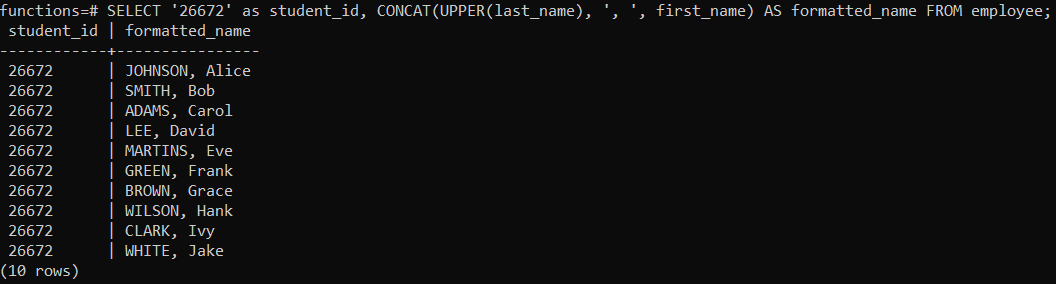 functions=# SELECT '26672' as student_id, CONCAT(UPPER(last_name), ', ', first_name) AS formatted_name FROM employee;
 student_id | formatted_name
------------+----------------
 26672      | JOHNSON, Alice
 26672      | SMITH, Bob
 26672      | ADAMS, Carol
 26672      | LEE, David
 26672      | MARTINS, Eve
 26672      | GREEN, Frank
 26672      | BROWN, Grace
 26672      | WILSON, Hank
 26672      | CLARK, Ivy
 26672      | WHITE, Jake
(10 rows)